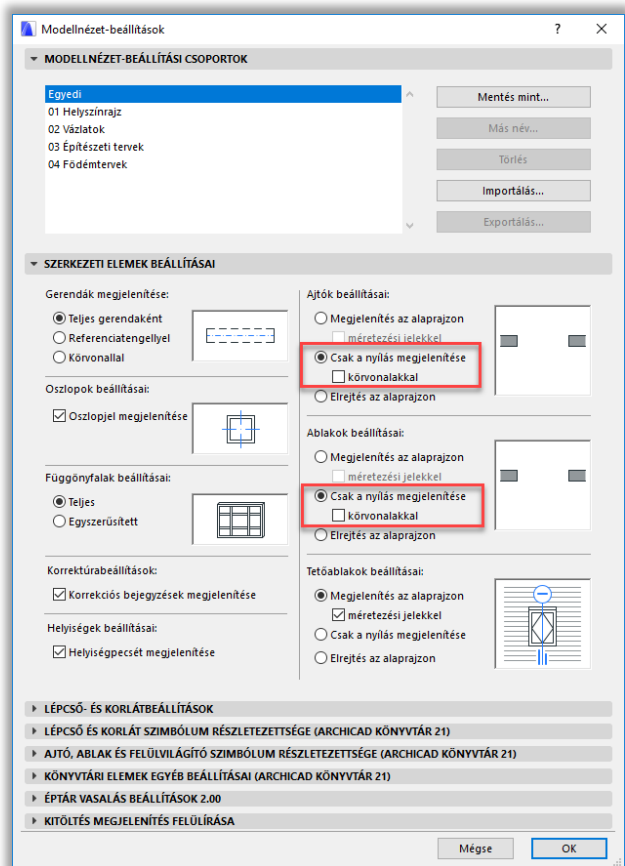 Modellnézet-beállítások
?
MODELLNÉZET-BEÁLLÍTÁSI CSOPORTOK
Egyedi
01 Helyszínrajz
02 Vázlatok
03 Építészeti tervek
04 Födémtervek
Mentés mint...
Más név...
Törlés
Importálás...
Exportálás...
SZERKEZETI ELEMEK BEÁLLÍTÁSAI
Gerendák megjelenítése:
Teljes gerendaként
Referenciatengellyel
Körvonallal
Oszlopok beállításai:
Oszlopjel megjelenítése
Függönyfalak beállításai:
Teljes
Egyszerűsített
Korrektúrabeállítások:
Korrekciós bejegyzések megjelenítése
Helyiségek beállításai:
Helyiségpecsét megjelenítése
Ajtók beállításai:
Megjelenítés az alaprajzon
méretezési jelekkel
Csak a nyílás megjelenítése
körvonalakkal
Elrejtés az alaprajzon
Ablakok beállításai:
Megjelenítés az alaprajzon
méretezési jelekkel
Csak a nyílás megjelenítése
körvonalakkal
Elrejtés az alaprajzon
Tetőablakok beállításai:
Megjelenítés az alaprajzon
méretezési jelekkel
Csak a nyílás megjelenítése
Elrejtés az alaprajzon
LÉPCSŐ- ÉS KORLÁTBEÁLLÍTÁSOK
LÉPCSŐ ÉS KORLÁT SZIMBÓLUM RÉSZLETEZETTSÉGE (ARCHICAD KÖNYVTÁR 21)
AJTÓ, ABLAK ÉS FELÜLVILÁGÍTÓ SZIMBÓLUM RÉSZLETEZETTSÉGE (ARCHICAD KÖNYVTÁR 21)
KÖNYVTÁRI ELEMEK EGYÉB BEÁLLÍTÁSAI (ARCHICAD KÖNYVTÁR 21)
ÉPTÁR VASALÁS BEÁLLÍTÁSOK 2.00
KITÖLTÉS MEGJELENÍTÉS FELÜLÍRÁSA
Mégse
OK